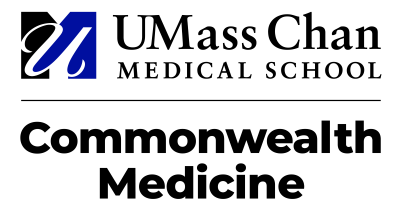 UMass Chan
MEDICAL SCHOOL
Commonwealth
Medicine